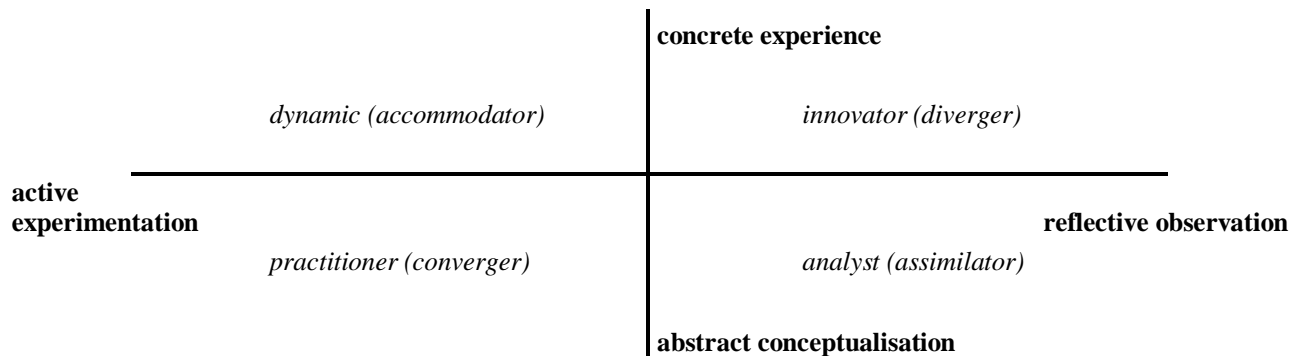 concrete experience
dynamic (accommodator)
innovator (diverger)
active
experimentation
reflective observation
practitioner (converger)
analyst (assimilator)
abstract conceptualisation